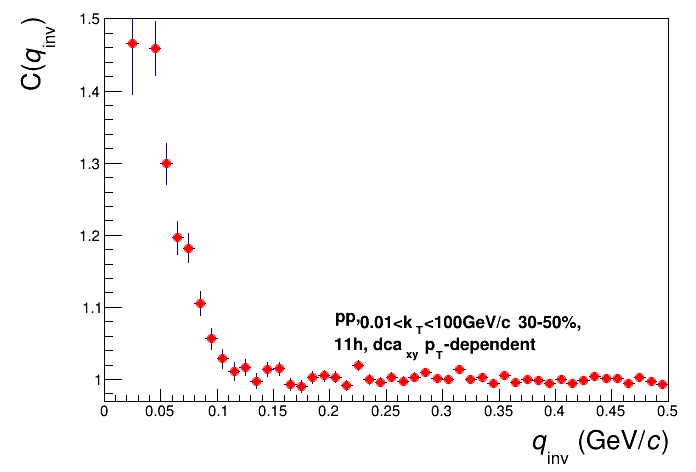 C(q_inv)
1.5
1.4
1.3
1.2
1.1
1
0 0.05 0.1 0.15 0.2 0.25 0.3 0.35 0.4 0.45 0.5
pp, 0.01<k_T<100GeV/c 30-50%,
11h, dca_xy p_T-dependent
q_inv (GeV/c)